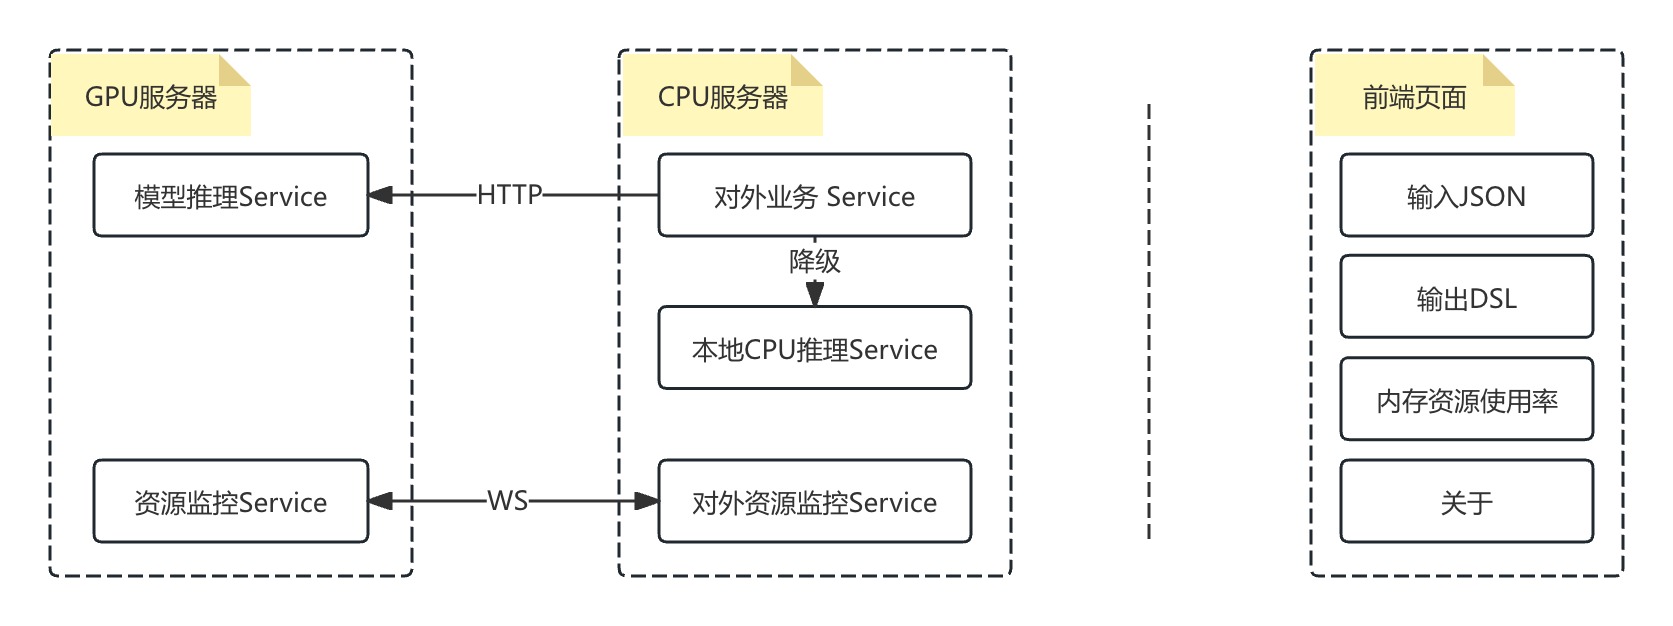 GPU服务器
模型推理Service
资源监控Service
HTTP
WS
CPU服务器
对外业务 Service
降级
本地CPU推理Service
对外资源监控Service
前端页面
输入JSON
输出DSL
内存资源使用率
关于